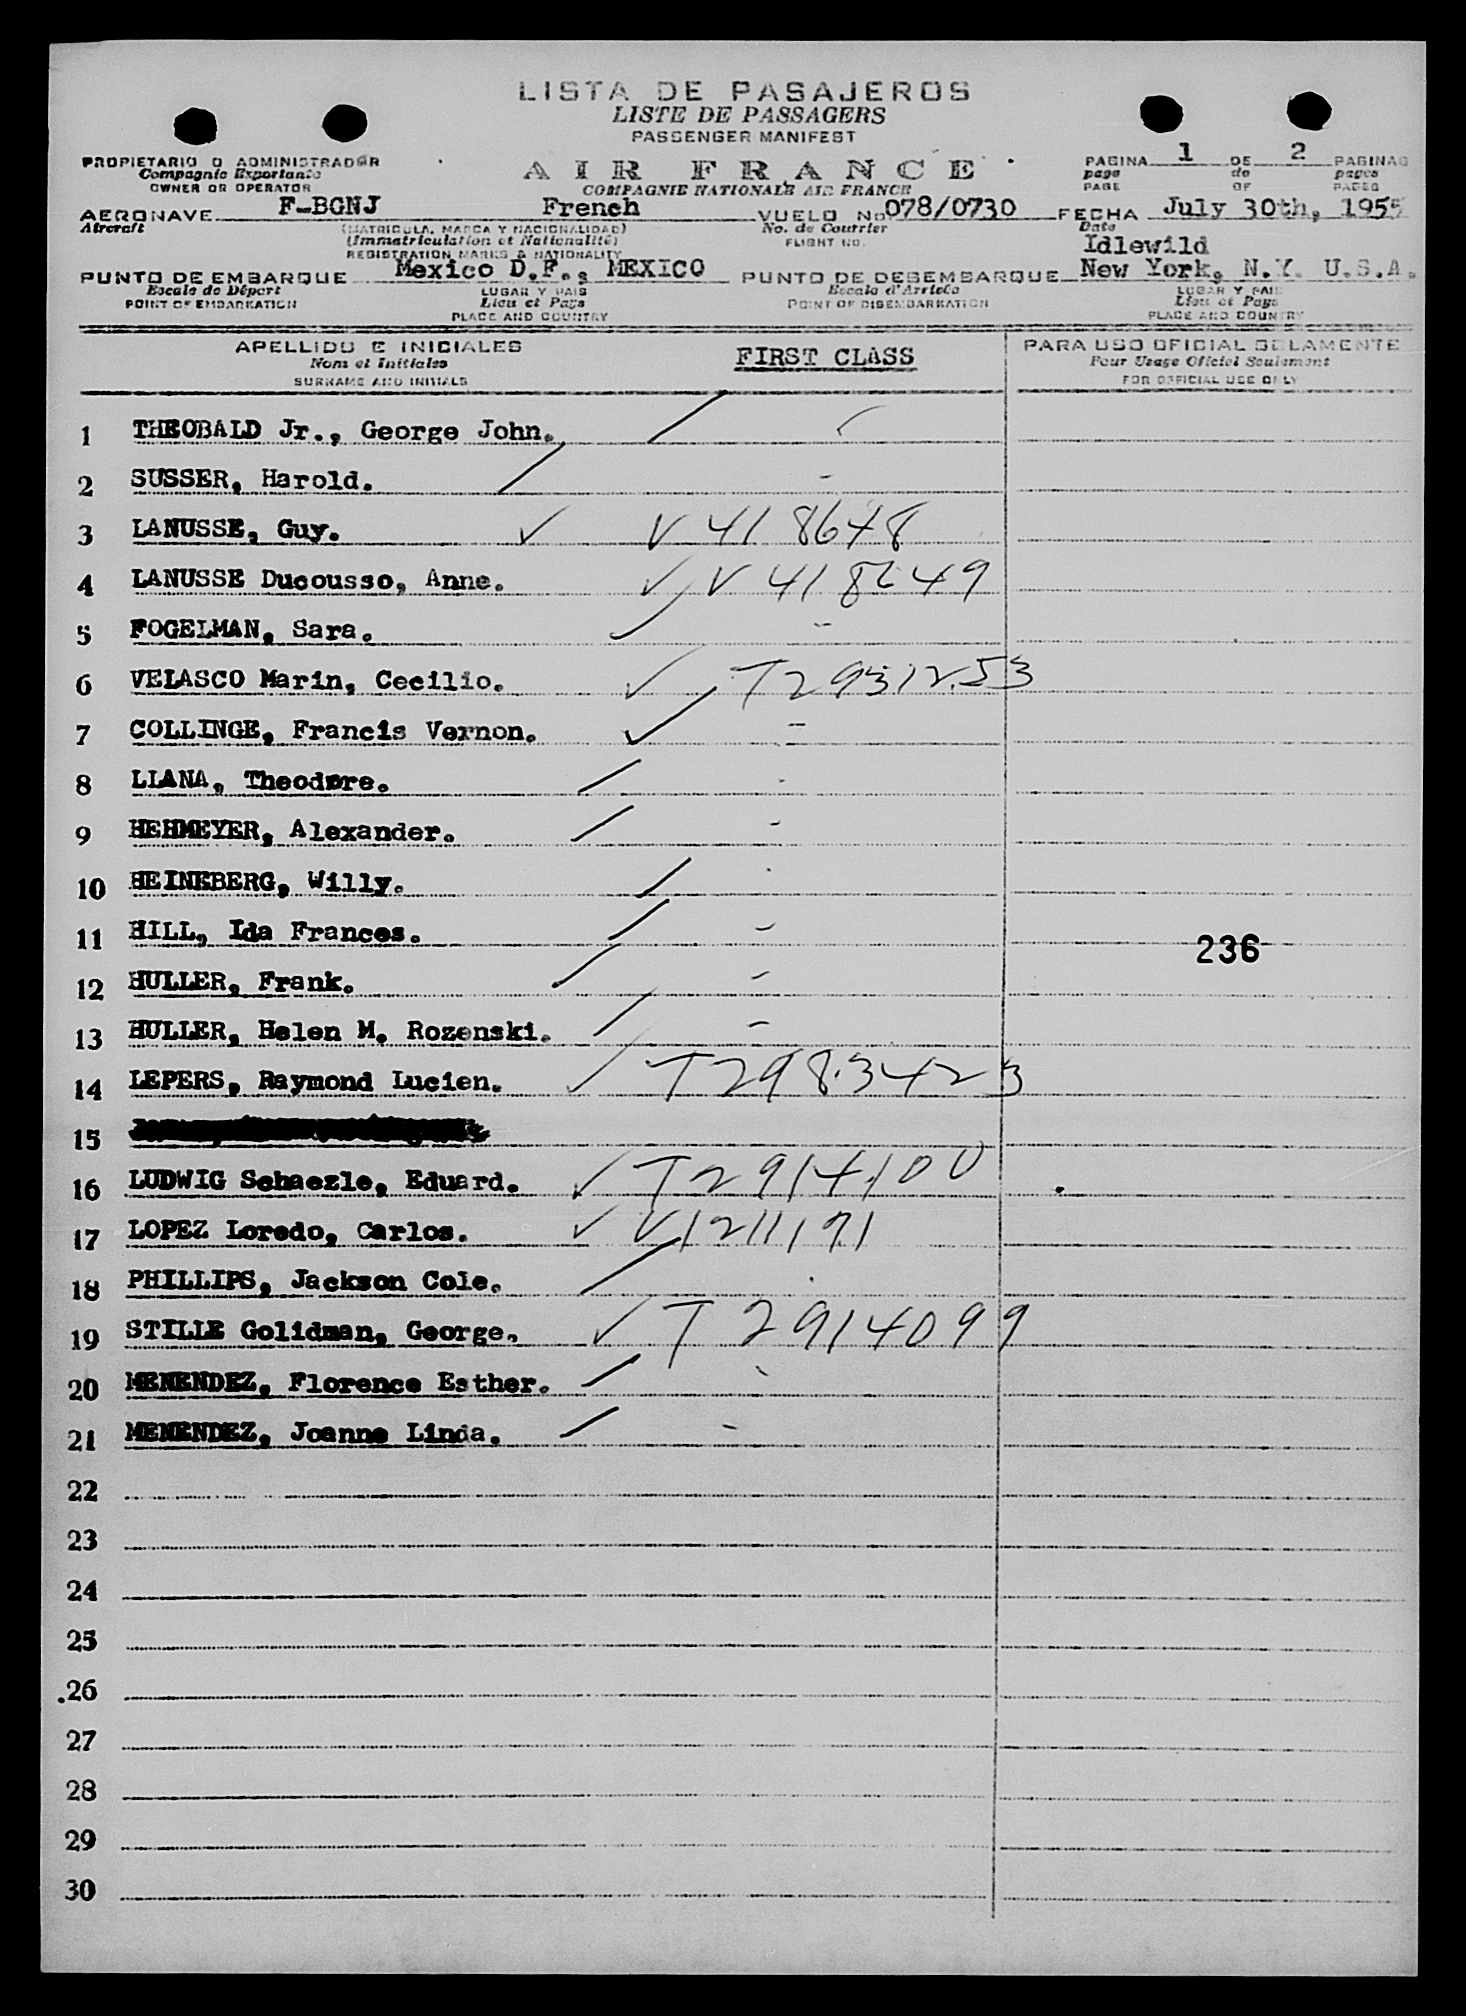 LISTA DE PASAJEROS
LISTE DE PASSAGERS
PASSENGER MANIFEST
PROPIETARIO O ADMINISTRADOR
Compagnie Exportante
OWNER OR OPERATOR
AIR FRANCE
COMPAGNIE NATIONALE AIR FRANCE
PAGINA 1 DE 2 PAGINAS
page de pages
PAGE OF PAGES
AERONAVE F-BGNJ French VUELO No 078/0730 FECHA July 30th, 1955
Aircraft (MATRICULA, MARCA Y NACIONALIDAD) No. de Courrier Date
(Immatriculation et Nationalité) FLIGHT NO.
REGISTRATION MARKS & NATIONALITY
Idlewild
PUNTO DE EMBARQUE Mexico D.F., MEXICO PUNTO DE DESEMBARQUE New York, N.Y. U.S.A.
Escale de Départ LUGAR Y PAIS Escale d'Arrivée LUGAR Y PAIS
POINT OF EMBARKATION Lieu et Pays POINT OF DISEMBARKATION Lieu et Pays
PLACE AND COUNTRY PLACE AND COUNTRY
APELLIDO E INICIALES FIRST CLASS PARA USO OFICIAL SOLAMENTE
Nom et Initiales Pour Usage Officiel Seulement
SURNAME AND INITIALS FOR OFFICIAL USE ONLY
1 THEOBALD Jr., George John.
2 SUSSER, Harold.
3 LANUSSE, Guy. V 418648
4 LANUSSE Ducousso, Anne. V 418649
5 FOGELMAN, Sara.
6 VELASCO Marin, Cecilio. T2931253
7 COLLINGE, Francis Vernon.
8 LIANA, Theodore.
9 HEHMEYER, Alexander.
10 HEINEBERG, Willy.
11 HILL, Ida Frances. 236
12 HULLER, Frank.
13 HULLER, Helen M. Rozenski.
14 LEPERS, Raymond Lucien. T2983423
15
16 LUDWIG Schaezle, Eduard. T2914100
17 LOPEZ Loredo, Carlos. V1211171
18 PHILLIPS, Jackson Cole.
19 STILLE Golidman, George. T 2914099
20 MENENDEZ, Florence Esther.
21 MENENDEZ, Joanne Linda.
22
23
24
25
26
27
28
29
30